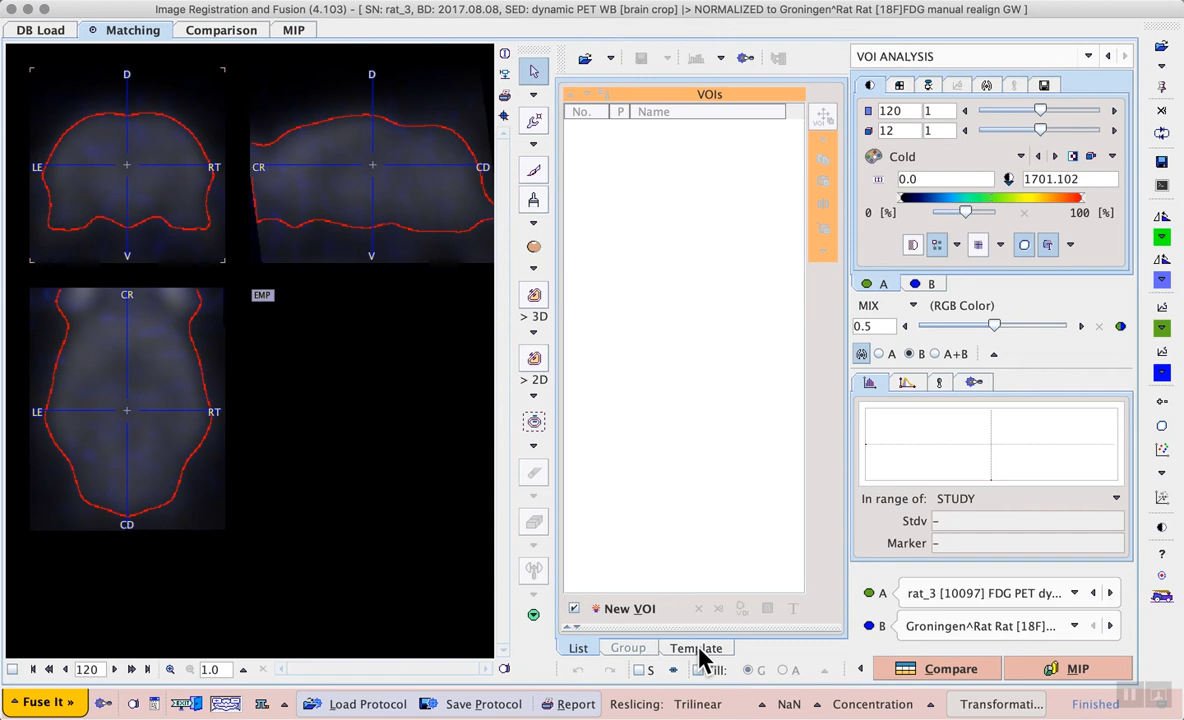 Image Registration and Fusion (4.103) - [ SN: rat_3, BD: 2017.08.08, SED: dynamic PET WB [brain crop] |> NORMALIZED to Groningen^Rat Rat [18F]FDG manual realign GW ]
DB Load
Matching
Comparison
MIP
VOI ANALYSIS
D
LE
RT
V
D
CR
CD
V
CR
LE
RT
CD
EMP
> 3D
> 2D
VOIs
No. P Name
VOI
New VOI
List Group Template
S
Fill: G A
120 1
12 1
Cold
0.0 1701.102
0 [%] 100 [%]
A B
MIX (RGB Color)
0.5
A B A+B
In range of: STUDY
Stdv –
Marker –
A rat_3 [10097] FDG PET dy...
B Groningen^Rat Rat [18F]...
Compare MIP
120 1.0
Fuse It »
EXIT
Load Protocol Save Protocol Report Reslicing: Trilinear NaN Concentration Transformati... Finished